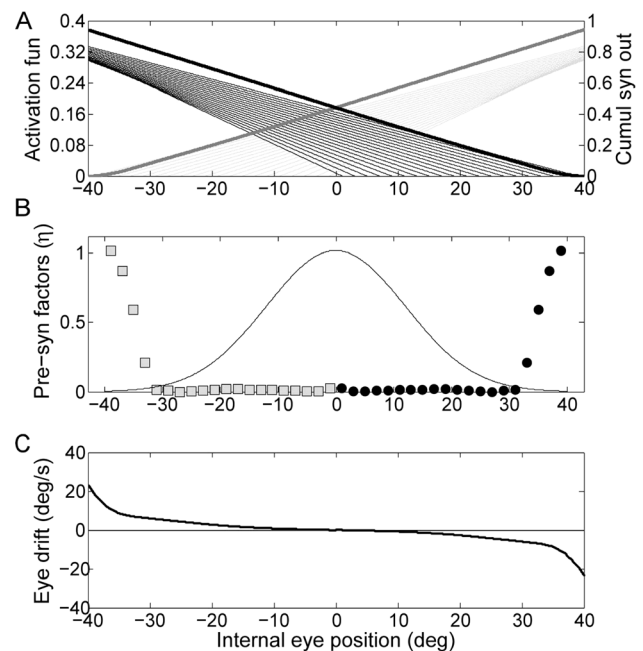 A
Activation fun
0.4
0.32
0.24
0.16
0.08
0
1
0.8
0.6
0.4
0.2
0
Cumul syn out
−40 −30 −20 −10 0 10 20 30 40
B
Pre−syn factors (η)
1
0.5
0
−40 −30 −20 −10 0 10 20 30 40
C
Eye drift (deg/s)
40
20
0
−20
−40
−40 −30 −20 −10 0 10 20 30 40
Internal eye position (deg)